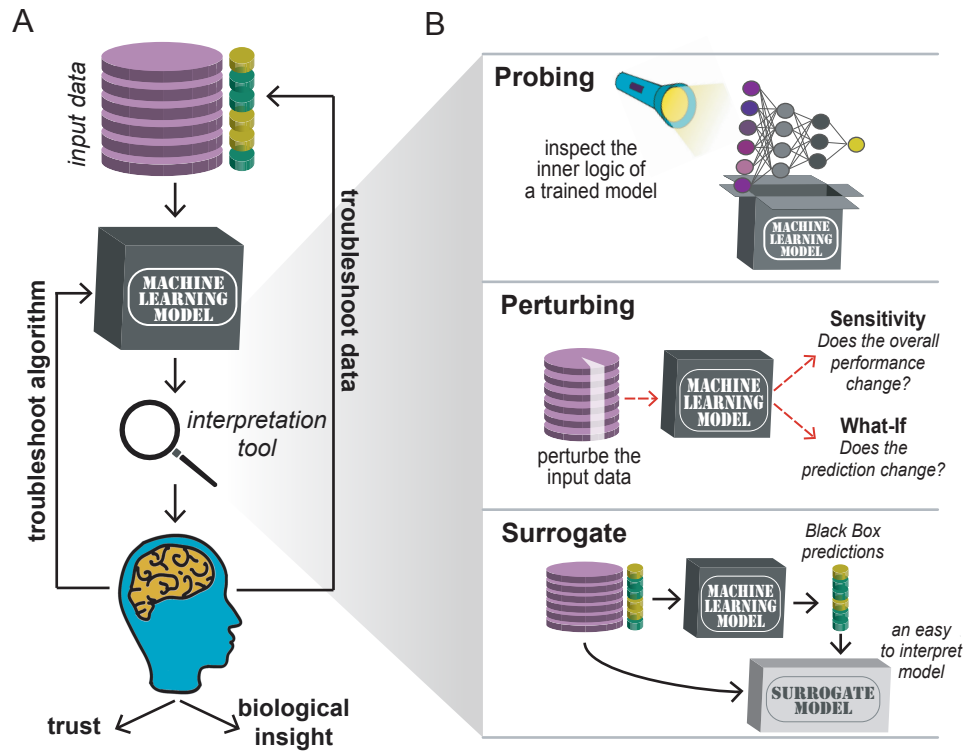 A
input data
MACHINE
LEARNING
MODEL
troubleshoot algorithm
troubleshoot data
interpretation
tool
trust
biological
insight
B
Probing
inspect the
inner logic of
a trained model
MACHINE
LEARNING
MODEL
Perturbing
perturbe the
input data
MACHINE
LEARNING
MODEL
Sensitivity
Does the overall
performance
change?
What-If
Does the
prediction change?
Surrogate
MACHINE
LEARNING
MODEL
Black Box
predictions
an easy
to interpret
model
SURROGATE
MODEL